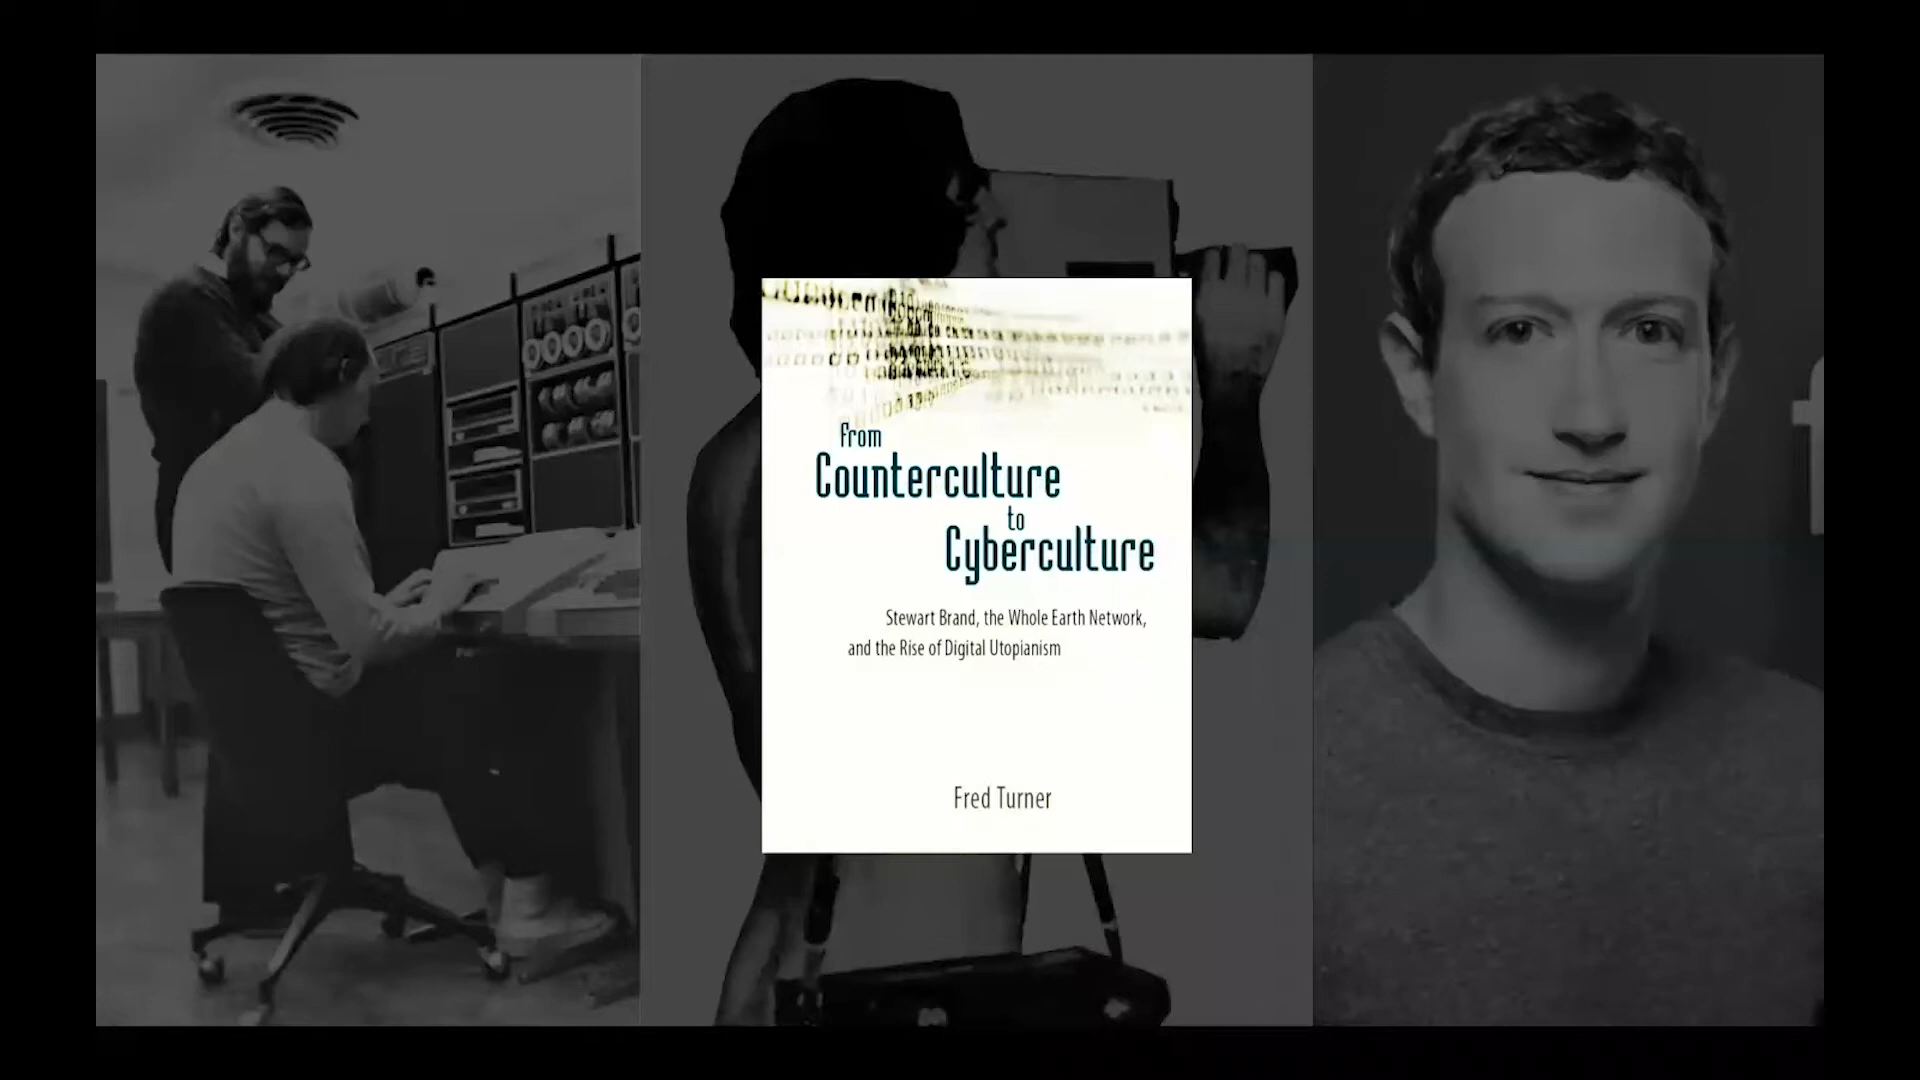 from
Counterculture
to
Cyberculture
Stewart Brand, the Whole Earth Network,
and the Rise of Digital Utopianism
Fred Turner